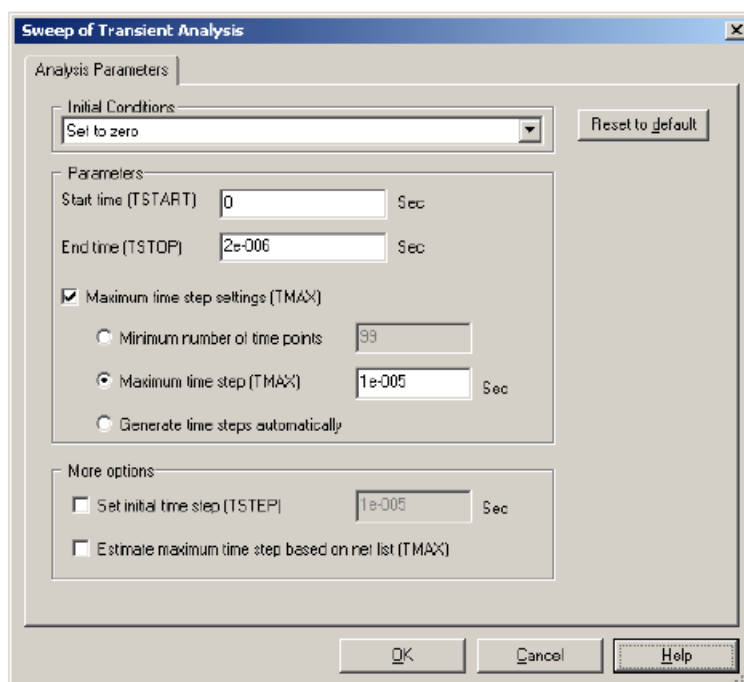 Sweep of Transient Analysis
Analysis Parameters
Initial Conditions
Set to zero
Reset to default
Parameters
Start time (TSTART) 0 Sec
End time (TSTOP) 2e-006 Sec
Maximum time step settings (TMAX)
Minimum number of time points 99
Maximum time step (TMAX) 1e-005 Sec
Generate time steps automatically
More options
Set initial time step (TSTEP) 1e-005 Sec
Estimate maximum time step based on net list (TMAX)
OK Cancel Help